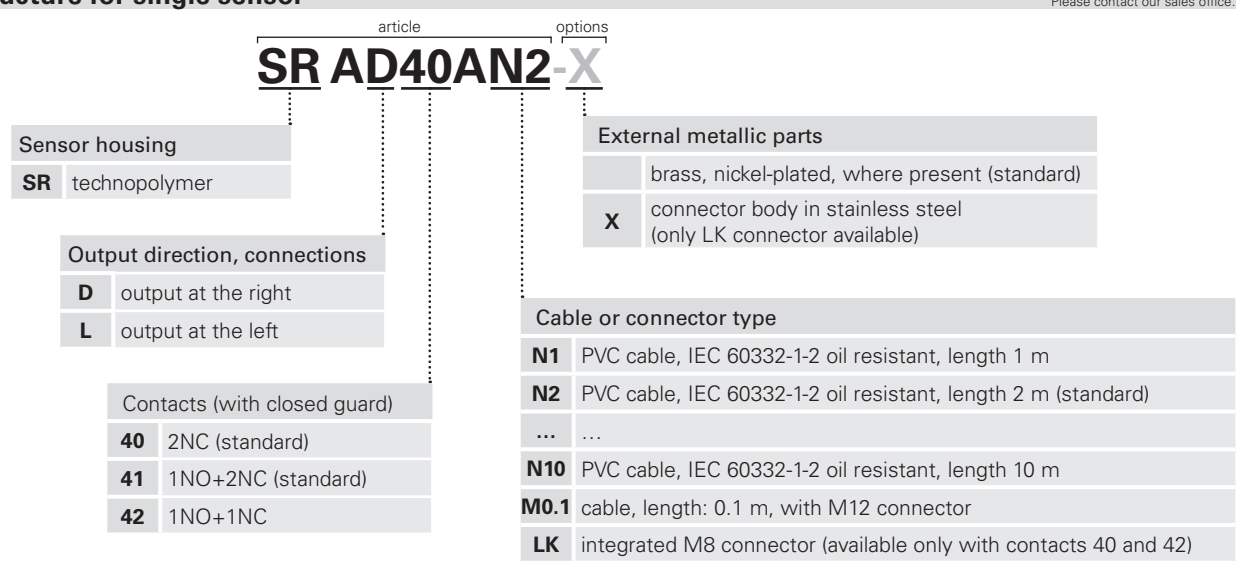 ucture for single sensor
Please contact our sales office.
article options
SR AD40AN2-X
Sensor housing
SR technopolymer
Output direction, connections
D output at the right
L output at the left
Contacts (with closed guard)
40 2NC (standard)
41 1NO+2NC (standard)
42 1NO+1NC
External metallic parts
brass, nickel-plated, where present (standard)
X connector body in stainless steel
(only LK connector available)
Cable or connector type
N1 PVC cable, IEC 60332-1-2 oil resistant, length 1 m
N2 PVC cable, IEC 60332-1-2 oil resistant, length 2 m (standard)
... ...
N10 PVC cable, IEC 60332-1-2 oil resistant, length 10 m
M0.1 cable, length: 0.1 m, with M12 connector
LK integrated M8 connector (available only with contacts 40 and 42)